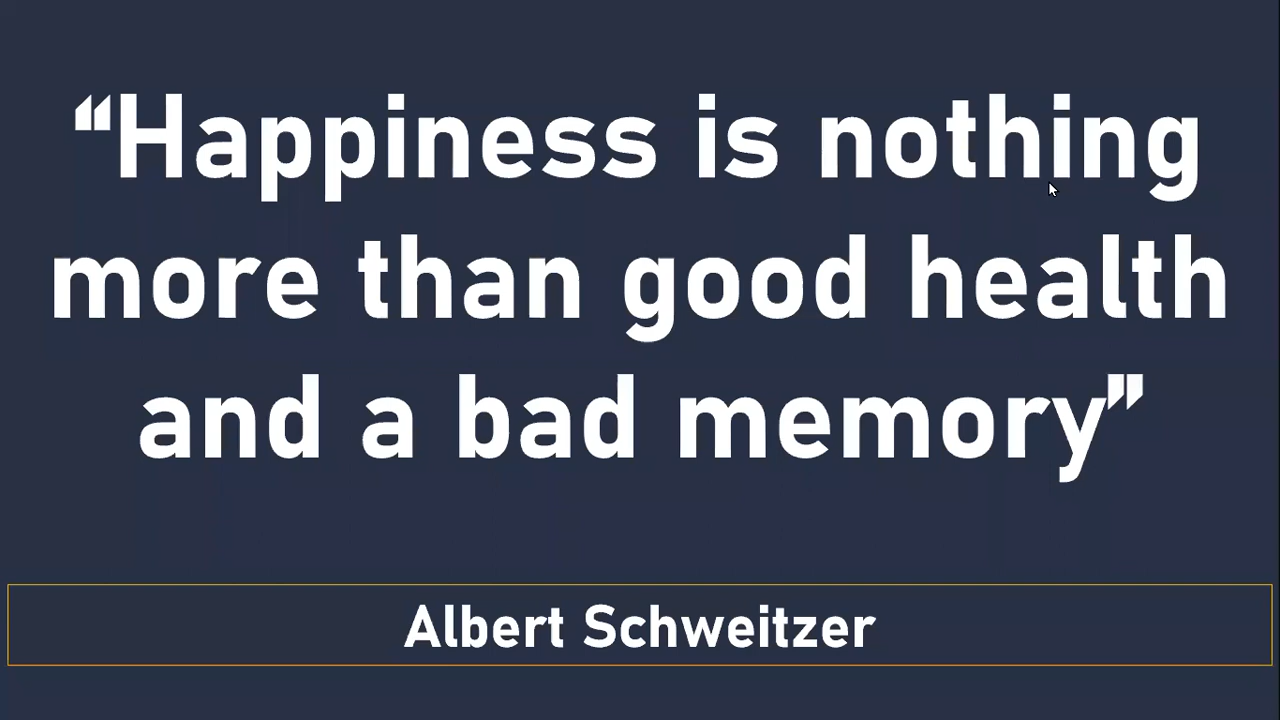 “Happiness is nothing
more than good health
and a bad memory”
Albert Schweitzer